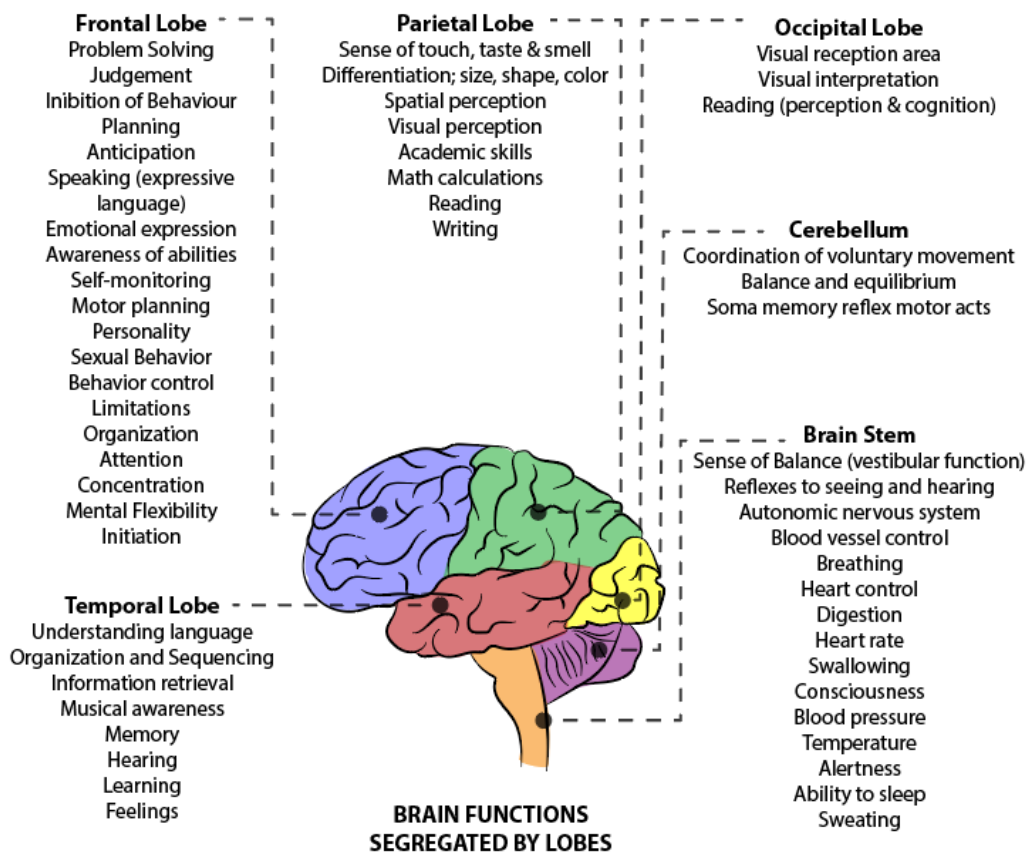 Frontal Lobe
Problem Solving
Judgement
Inibition of Behaviour
Planning
Anticipation
Speaking (expressive
language)
Emotional expression
Awareness of abilities
Self-monitoring
Motor planning
Personality
Sexual Behavior
Behavior control
Limitations
Organization
Attention
Concentration
Mental Flexibility
Initiation
Parietal Lobe
Sense of touch, taste & smell
Differentiation; size, shape, color
Spatial perception
Visual perception
Academic skills
Math calculations
Reading
Writing
Occipital Lobe
Visual reception area
Visual interpretation
Reading (perception & cognition)
Cerebellum
Coordination of voluntary movement
Balance and equilibrium
Soma memory reflex motor acts
Brain Stem
Sense of Balance (vestibular function)
Reflexes to seeing and hearing
Autonomic nervous system
Blood vessel control
Breathing
Heart control
Digestion
Heart rate
Swallowing
Consciousness
Blood pressure
Temperature
Alertness
Ability to sleep
Sweating
Temporal Lobe
Understanding language
Organization and Sequencing
Information retrieval
Musical awareness
Memory
Hearing
Learning
Feelings
BRAIN FUNCTIONS
SEGREGATED BY LOBES